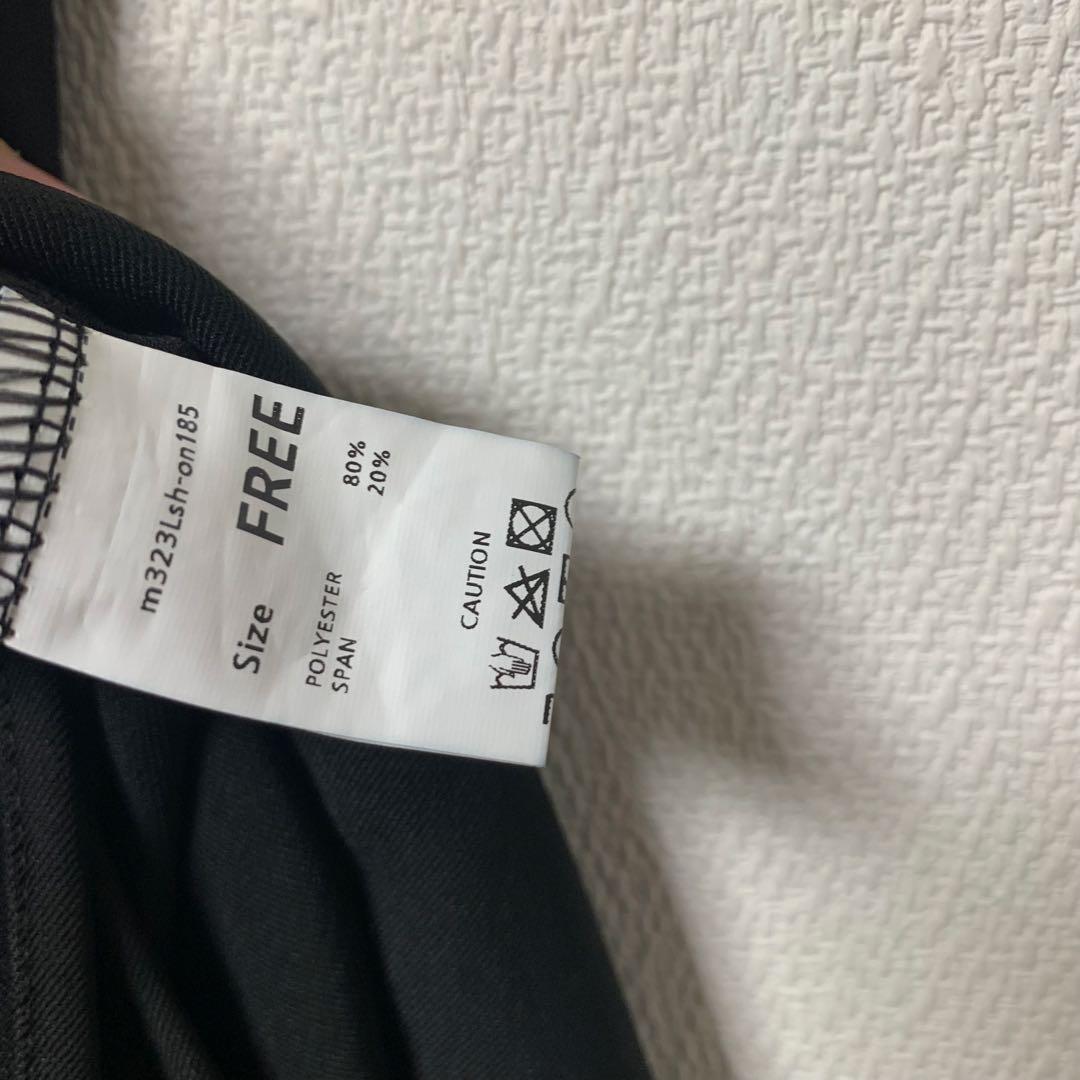 m323Lsh-on185
Size FREE
POLYESTER 80%
SPAN 20%
CAUTION